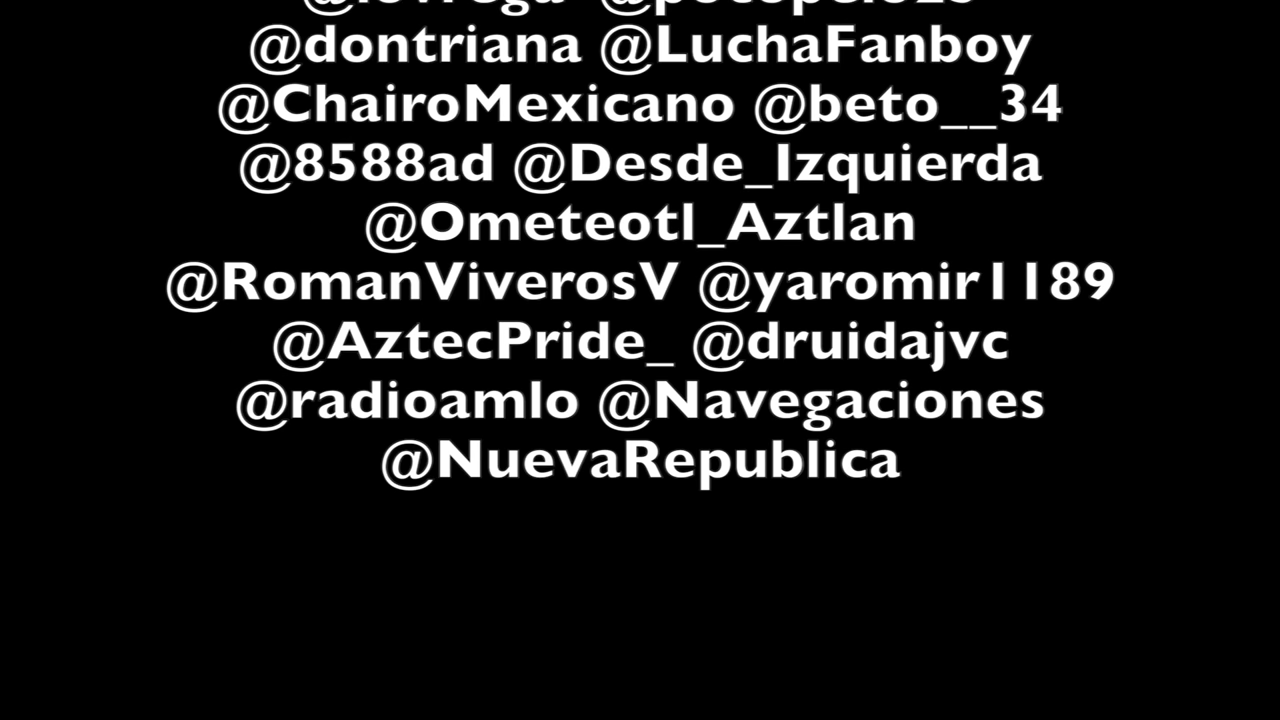 @dontriana @LuchaFanboy
@ChairoMexicano @beto__34
@8588ad @Desde_Izquierda
@Ometeotl_Aztlan
@RomanViverosV @yaromir1189
@AztecPride_ @druidajvc
@radioamlo @Navegaciones
@NuevaRepublica